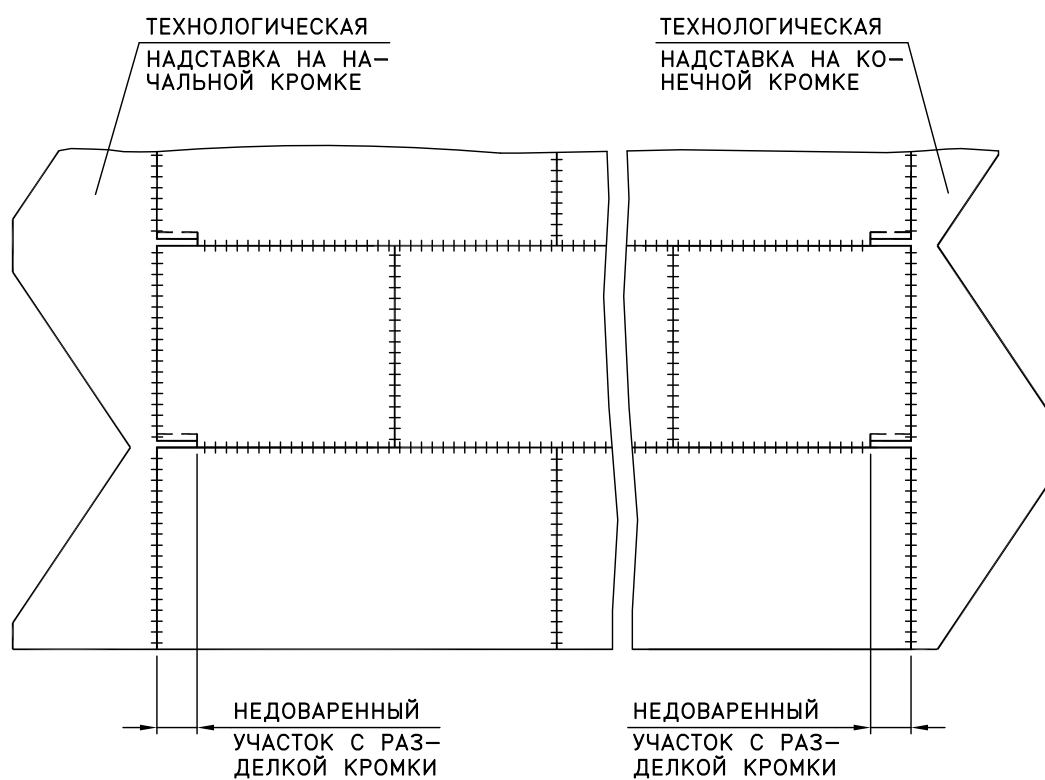 ТЕХНОЛОГИЧЕСКАЯ
НАДСТАВКА НА НА-
ЧАЛЬНОЙ КРОМКЕ
ТЕХНОЛОГИЧЕСКАЯ
НАДСТАВКА НА КО-
НЕЧНОЙ КРОМКЕ
НЕДОВАРЕННЫЙ
УЧАСТОК С РАЗ-
ДЕЛКОЙ КРОМКИ
НЕДОВАРЕННЫЙ
УЧАСТОК С РАЗ-
ДЕЛКОЙ КРОМКИ